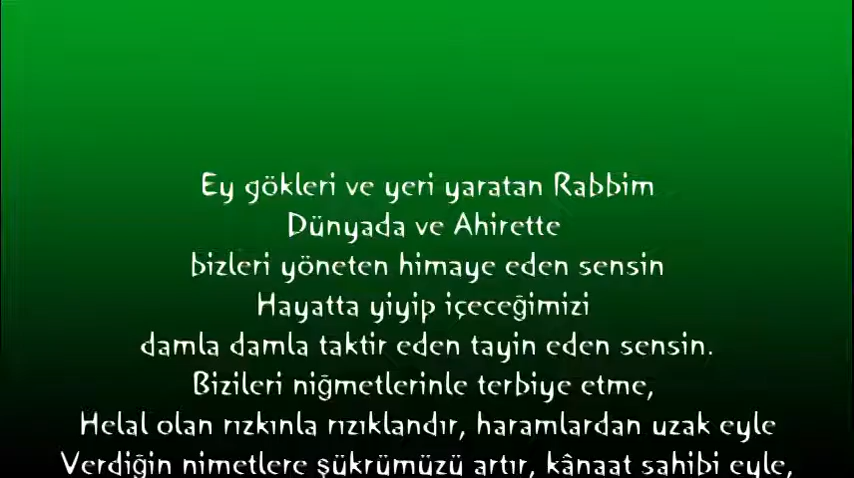 Ey gökleri ve yeri yaratan Rabbim
Dünyada ve Ahirette
bizleri yöneten himaye eden sensin
Hayatta yiyip içeceğimizi
damla damla taktir eden tayin eden sensin.
Bizileri niğmetlerinle terbiye etme,
Helal olan rızkınla rızıklandır, haramlardan uzak eyle
Verdiğin nimetlere şükrümüzü artır, kânaat sahibi eyle,